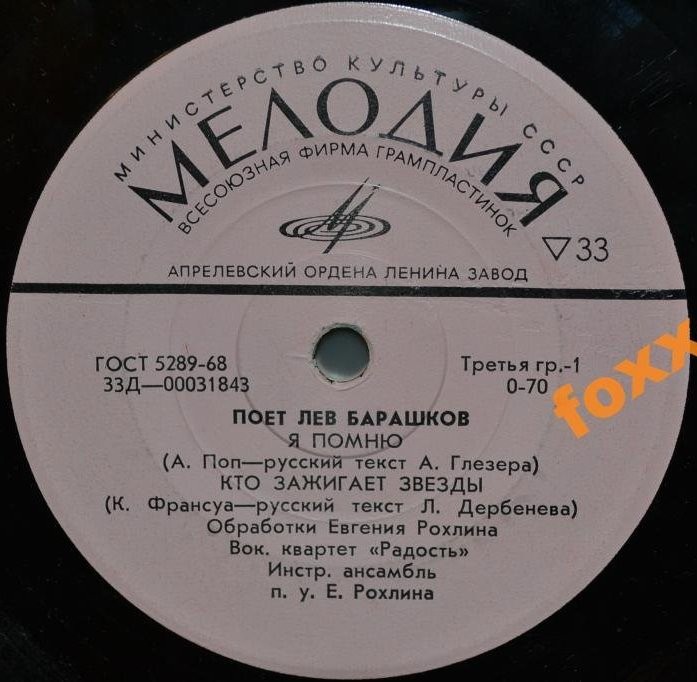 МИНИСТЕРСТВО КУЛЬТУРЫ СССР
МЕЛОДИЯ
ВСЕСОЮЗНАЯ ФИРМА ГРАМПЛАСТИНОК
▽33
АПРЕЛЕВСКИЙ ОРДЕНА ЛЕНИНА ЗАВОД
ГОСТ 5289-68
Третья гр.-1
33Д—00031843
0-70
foxx
ПОЕТ ЛЕВ БАРАШКОВ
Я ПОМНЮ
(А. Поп—русский текст А. Глезера)
КТО ЗАЖИГАЕТ ЗВЕЗДЫ
(К. Франсуа—русский текст Л. Дербенева)
Обработки Евгения Рохлина
Вок. квартет «Радость»
Инстр. ансамбль
п. у. Е. Рохлина